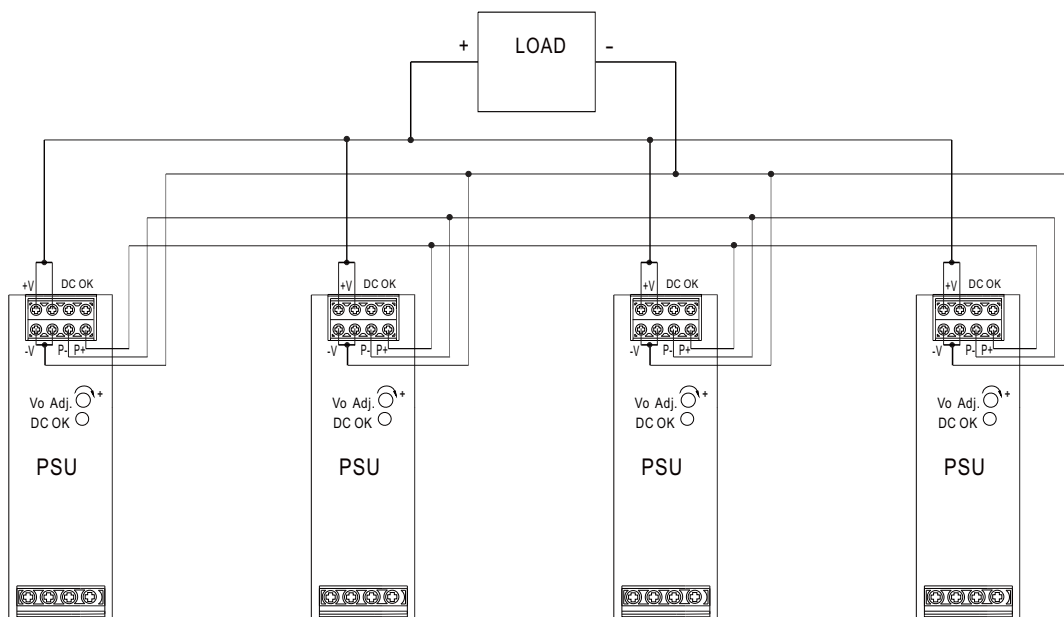 + LOAD -
+V DC OK +V DC OK +V DC OK +V DC OK
-V P- P+ -V P- P+ -V P- P+ -V P- P+
Vo Adj. + Vo Adj. + Vo Adj. + Vo Adj. +
DC OK DC OK DC OK DC OK
PSU PSU PSU PSU